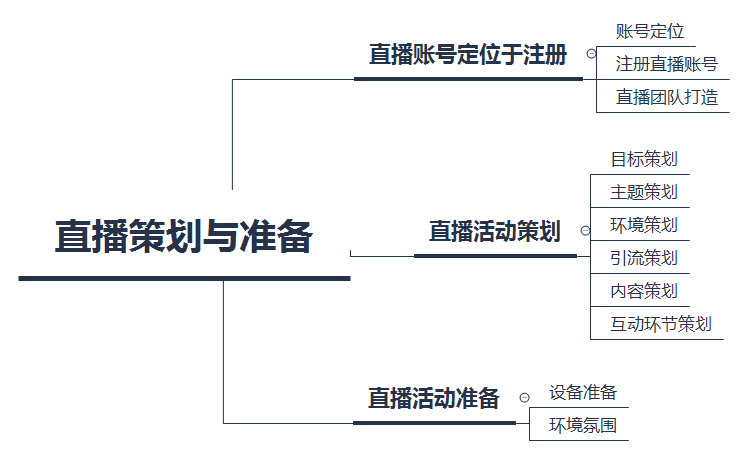 直播策划与准备
直播账号定位于注册
账号定位
注册直播账号
直播团队打造
直播活动策划
目标策划
主题策划
环境策划
引流策划
内容策划
互动环节策划
直播活动准备
设备准备
环境氛围